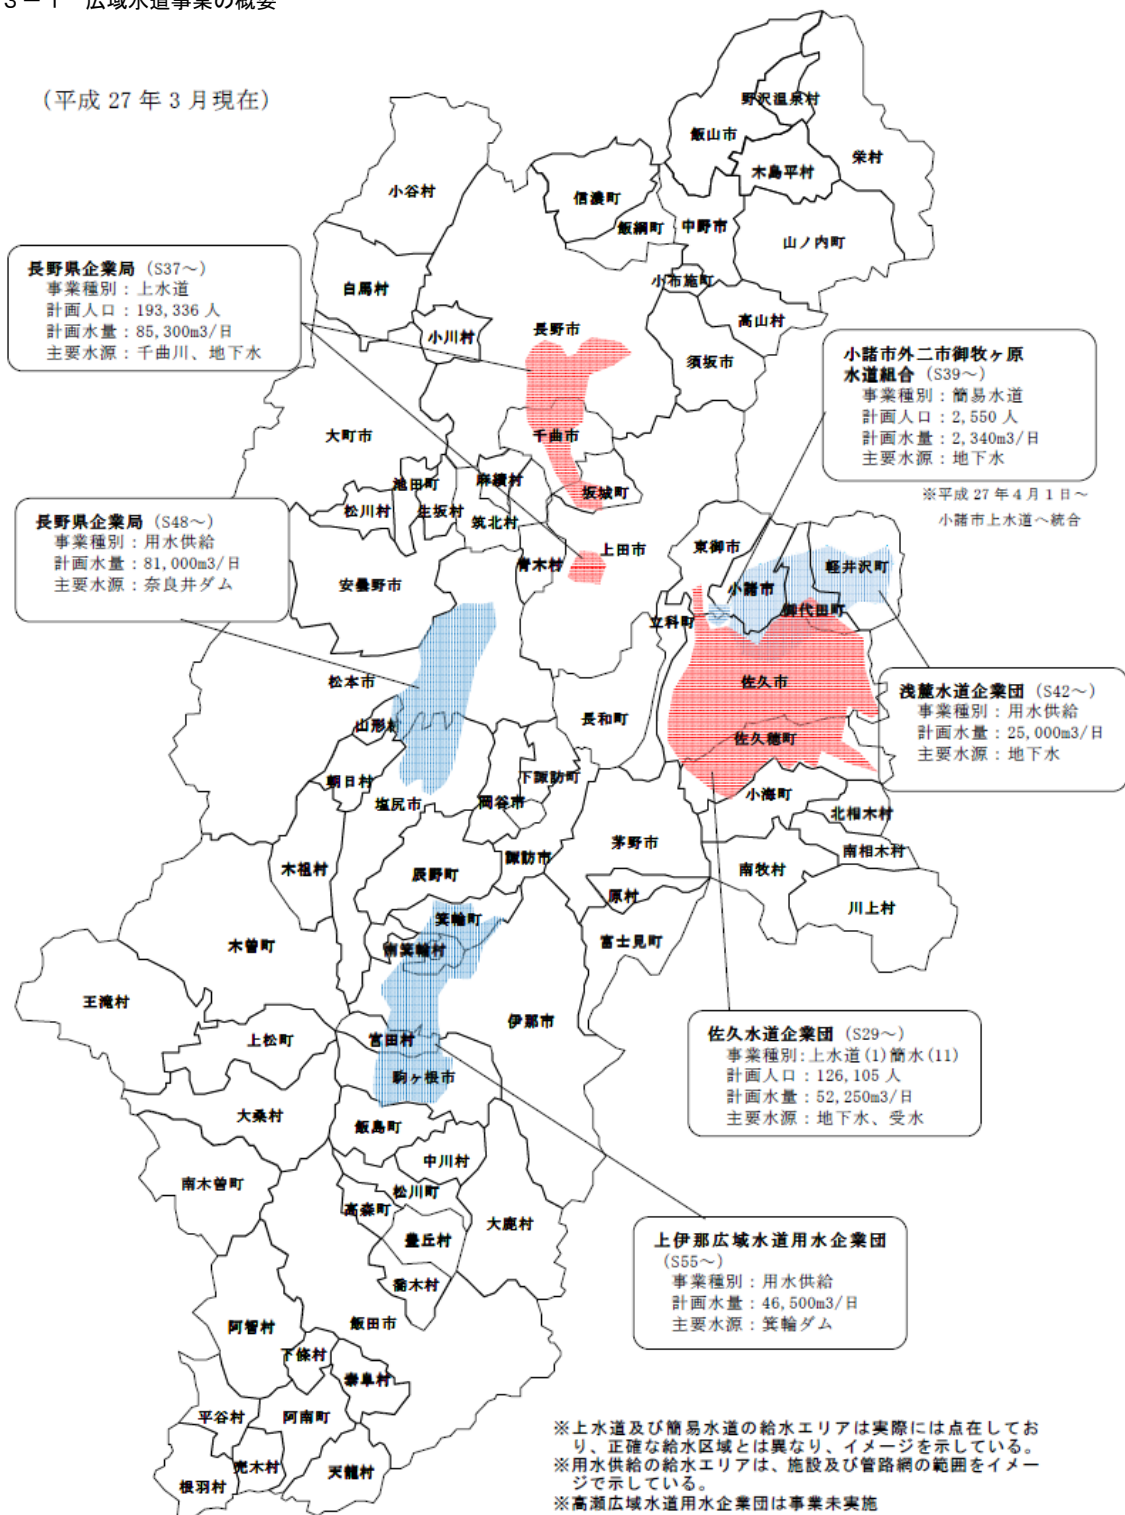 ３－１　広域水道事業の概要
（平成 27 年 3 月現在）
野沢温泉村
飯山市
栄村
木島平村
小谷村
信濃町
飯綱町
中野市
山ノ内町
長野県企業局（S37～）
事業種別：上水道
計画人口：193,336 人
計画水量：85,300m3/日
主要水源：千曲川、地下水
白馬村
小布施町
高山村
小川村
長野市
須坂市
小諸市外二市御牧ヶ原
水道組合（S39～）
事業種別：簡易水道
計画人口：2,550 人
計画水量：2,340m3/日
主要水源：地下水
※平成 27 年 4 月 1 日～
小諸市上水道へ統合
大町市
千曲市
池田町
麻績村
坂城町
松川村
生坂村
筑北村
長野県企業局（S48～）
事業種別：用水供給
計画水量：81,000m3/日
主要水源：奈良井ダム
安曇野市
青木村
上田市
東御市
小諸市
軽井沢町
御代田町
立科町
松本市
佐久市
浅麓水道企業団（S42～）
事業種別：用水供給
計画水量：25,000m3/日
主要水源：地下水
山形村
長和町
佐久穂町
朝日村
塩尻市
下諏訪町
岡谷市
小海町
北相木村
木祖村
辰野町
諏訪市
茅野市
南牧村
南相木村
原村
川上村
箕輪町
南箕輪村
富士見町
木曽町
王滝村
上松町
宮田村
伊那市
駒ヶ根市
佐久水道企業団（S29～）
事業種別：上水道(1)簡水(11)
計画人口：126,105 人
計画水量：52,250m3/日
主要水源：地下水、受水
大桑村
飯島町
中川村
南木曽町
松川町
高森町
大鹿村
豊丘村
喬木村
上伊那広域水道用水企業団
（S55～）
事業種別：用水供給
計画水量：46,500m3/日
主要水源：箕輪ダム
阿智村
飯田市
下條村
泰阜村
平谷村
阿南町
売木村
天龍村
根羽村
※上水道及び簡易水道の給水エリアは実際には点在してお
り、正確な給水区域とは異なり、イメージを示している。
※用水供給の給水エリアは、施設及び管路網の範囲をイメー
ジで示している。
※高瀬広域水道用水企業団は事業未実施